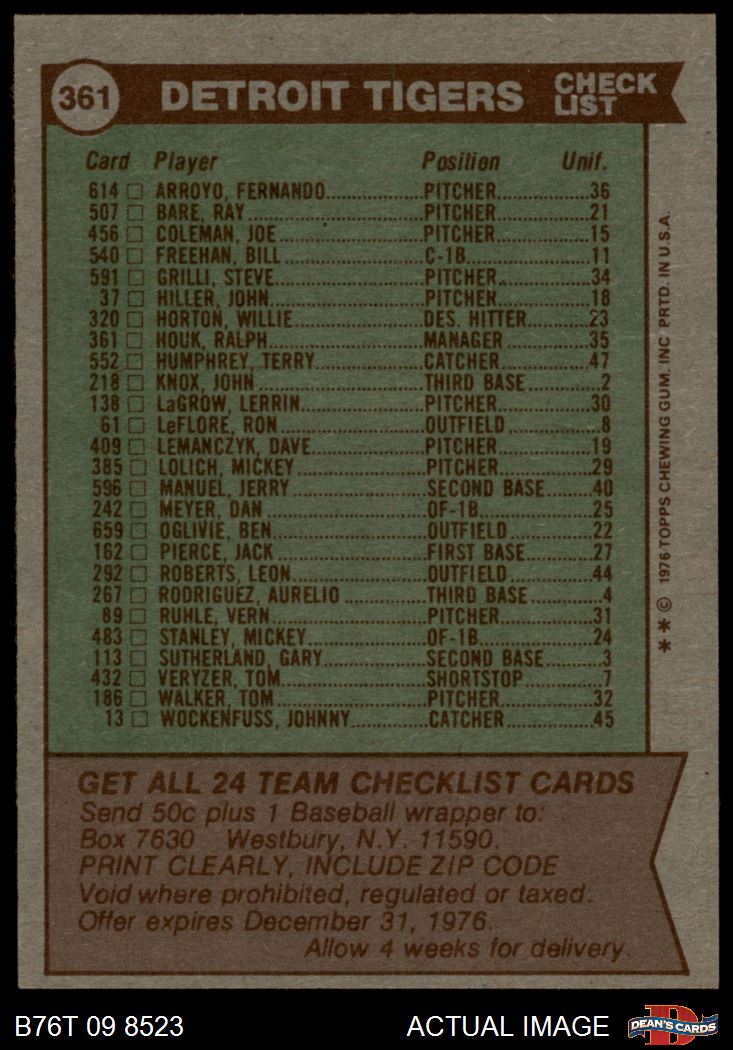 361 DETROIT TIGERS CHECK LIST
Card Player Position Unif.
614 □ ARROYO, FERNANDO..................PITCHER..................36
507 □ BARE, RAY..................PITCHER..................21
456 □ COLEMAN, JOE..................PITCHER..................15
540 □ FREEHAN, BILL..................C-1B..................11
591 □ GRILLI, STEVE..................PITCHER..................34
37 □ HILLER, JOHN..................PITCHER..................18
320 □ HORTON, WILLIE..................DES. HITTER..................23
361 □ HOUK, RALPH..................MANAGER..................35
552 □ HUMPHREY, TERRY..................CATCHER..................47
218 □ KNOX, JOHN..................THIRD BASE..................2
138 □ LaGROW, LERRIN..................PITCHER..................30
61 □ LeFLORE, RON..................OUTFIELD..................8
409 □ LEMANCZYK, DAVE..................PITCHER..................19
385 □ LOLICH, MICKEY..................PITCHER..................29
596 □ MANUEL, JERRY..................SECOND BASE..................40
242 □ MEYER, DAN..................OF-1B..................25
659 □ OGLIVIE, BEN..................OUTFIELD..................22
162 □ PIERCE, JACK..................FIRST BASE..................27
292 □ ROBERTS, LEON..................OUTFIELD..................44
267 □ RODRIGUEZ, AURELIO..................THIRD BASE..................4
89 □ RUHLE, VERN..................PITCHER..................31
483 □ STANLEY, MICKEY..................OF-1B..................24
113 □ SUTHERLAND, GARY..................SECOND BASE..................3
432 □ VERYZER, TOM..................SHORTSTOP..................7
186 □ WALKER, TOM..................PITCHER..................32
13 □ WOCKENFUSS, JOHNNY..................CATCHER..................45
**© 1976 TOPPS CHEWING GUM, INC PRTD. IN U.S.A.
GET ALL 24 TEAM CHECKLIST CARDS
Send 50c plus 1 Baseball wrapper to:
Box 7630 Westbury, N.Y. 11590.
PRINT CLEARLY, INCLUDE ZIP CODE
Void where prohibited, regulated or taxed.
Offer expires December 31, 1976.
Allow 4 weeks for delivery.
B76T 09 8523 ACTUAL IMAGE DEAN'S CARDS